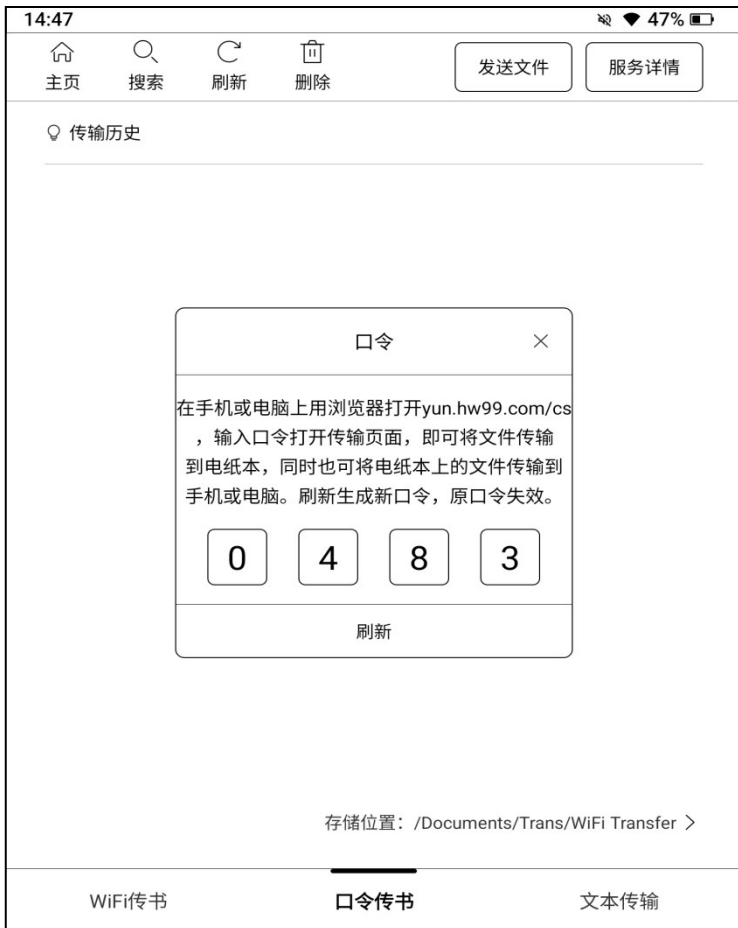 14:47
47%
主页
搜索
刷新
删除
发送文件
服务详情
传输历史
口令
在手机或电脑上用浏览器打开yun.hw99.com/cs
，输入口令打开传输页面，即可将文件传输
到电纸本，同时也可将电纸本上的文件传输到
手机或电脑。刷新生成新口令，原口令失效。
0 4 8 3
刷新
存储位置：/Documents/Trans/WiFi Transfer
WiFi传书
口令传书
文本传输